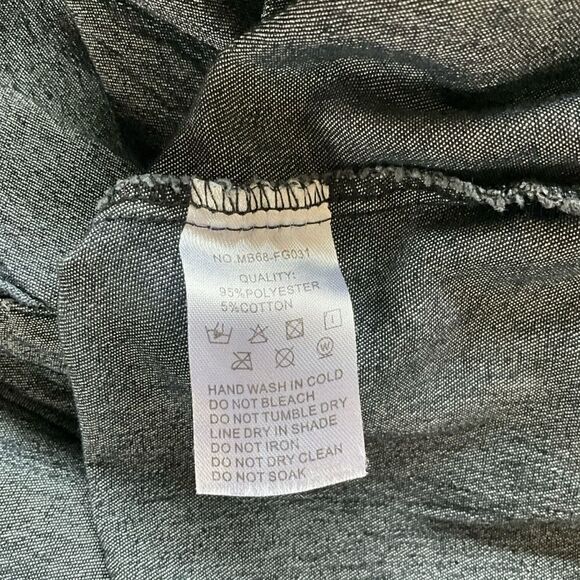 NO.MB68-FG031
QUALITY:
95%POLYESTER
5%COTTON
W
HAND WASH IN COLD
DO NOT BLEACH
DO NOT TUMBLE DRY
LINE DRY IN SHADE
DO NOT IRON
DO NOT DRY CLEAN
DO NOT SOAK